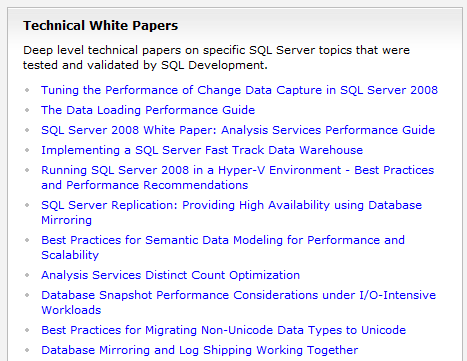 Technical White Papers
Deep level technical papers on specific SQL Server topics that were
tested and validated by SQL Development.
Tuning the Performance of Change Data Capture in SQL Server 2008
The Data Loading Performance Guide
SQL Server 2008 White Paper: Analysis Services Performance Guide
Implementing a SQL Server Fast Track Data Warehouse
Running SQL Server 2008 in a Hyper-V Environment - Best Practices
and Performance Recommendations
SQL Server Replication: Providing High Availability using Database
Mirroring
Best Practices for Semantic Data Modeling for Performance and
Scalability
Analysis Services Distinct Count Optimization
Database Snapshot Performance Considerations under I/O-Intensive
Workloads
Best Practices for Migrating Non-Unicode Data Types to Unicode
Database Mirroring and Log Shipping Working Together